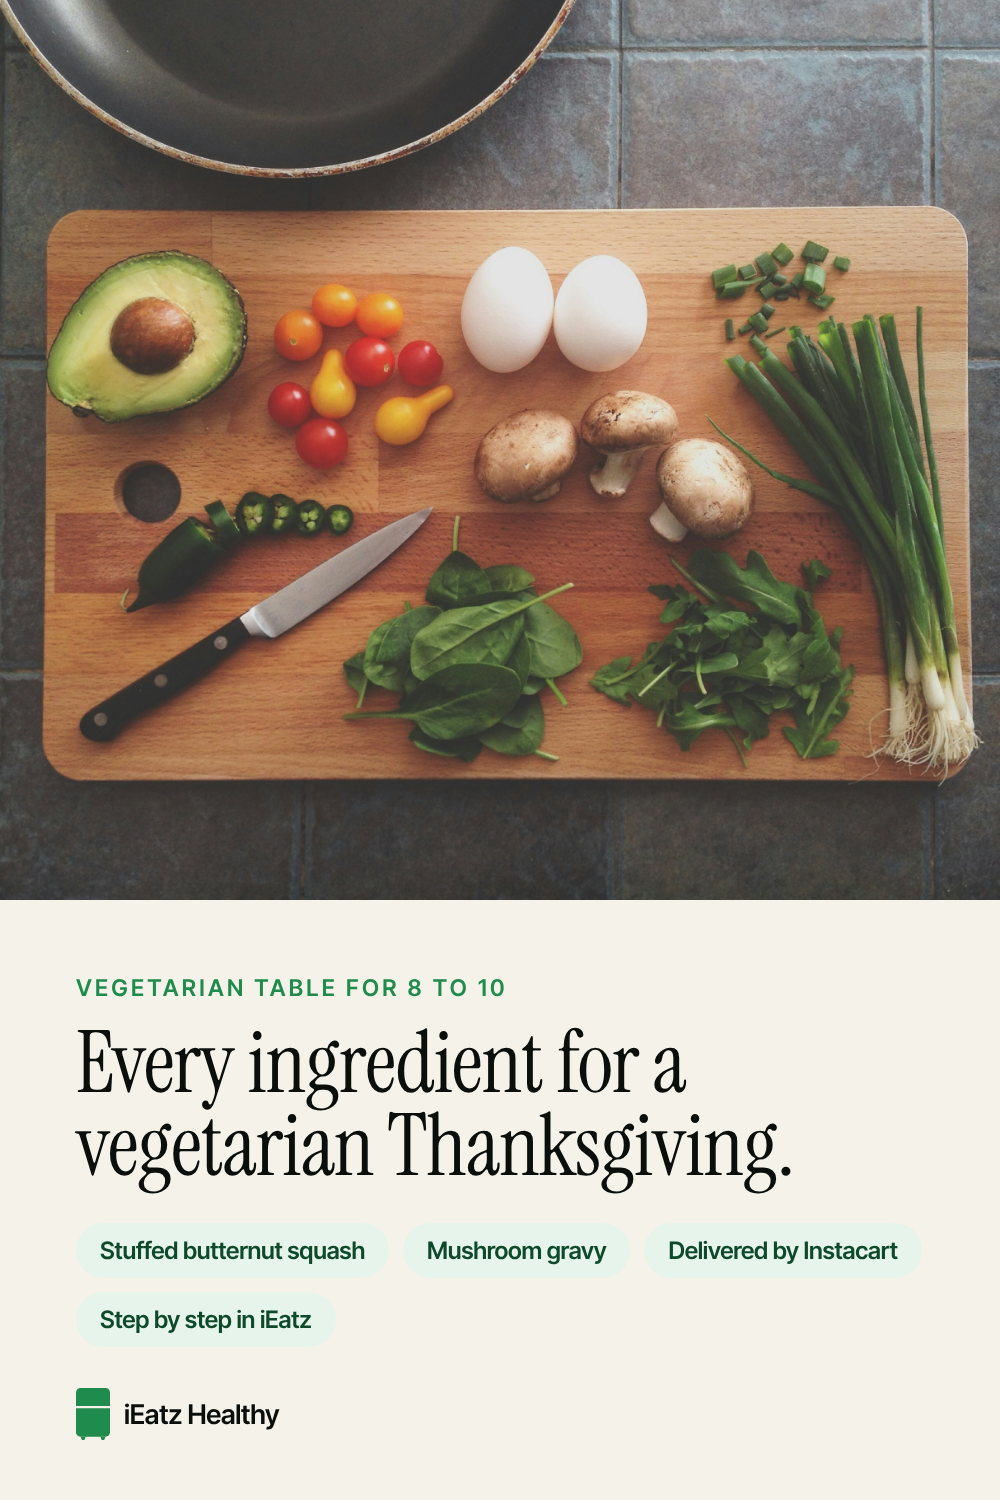 VEGETARIAN TABLE FOR 8 TO 10
Every ingredient for a
vegetarian Thanksgiving.
Stuffed butternut squash
Mushroom gravy
Delivered by Instacart
Step by step in iEatz
iEatz Healthy